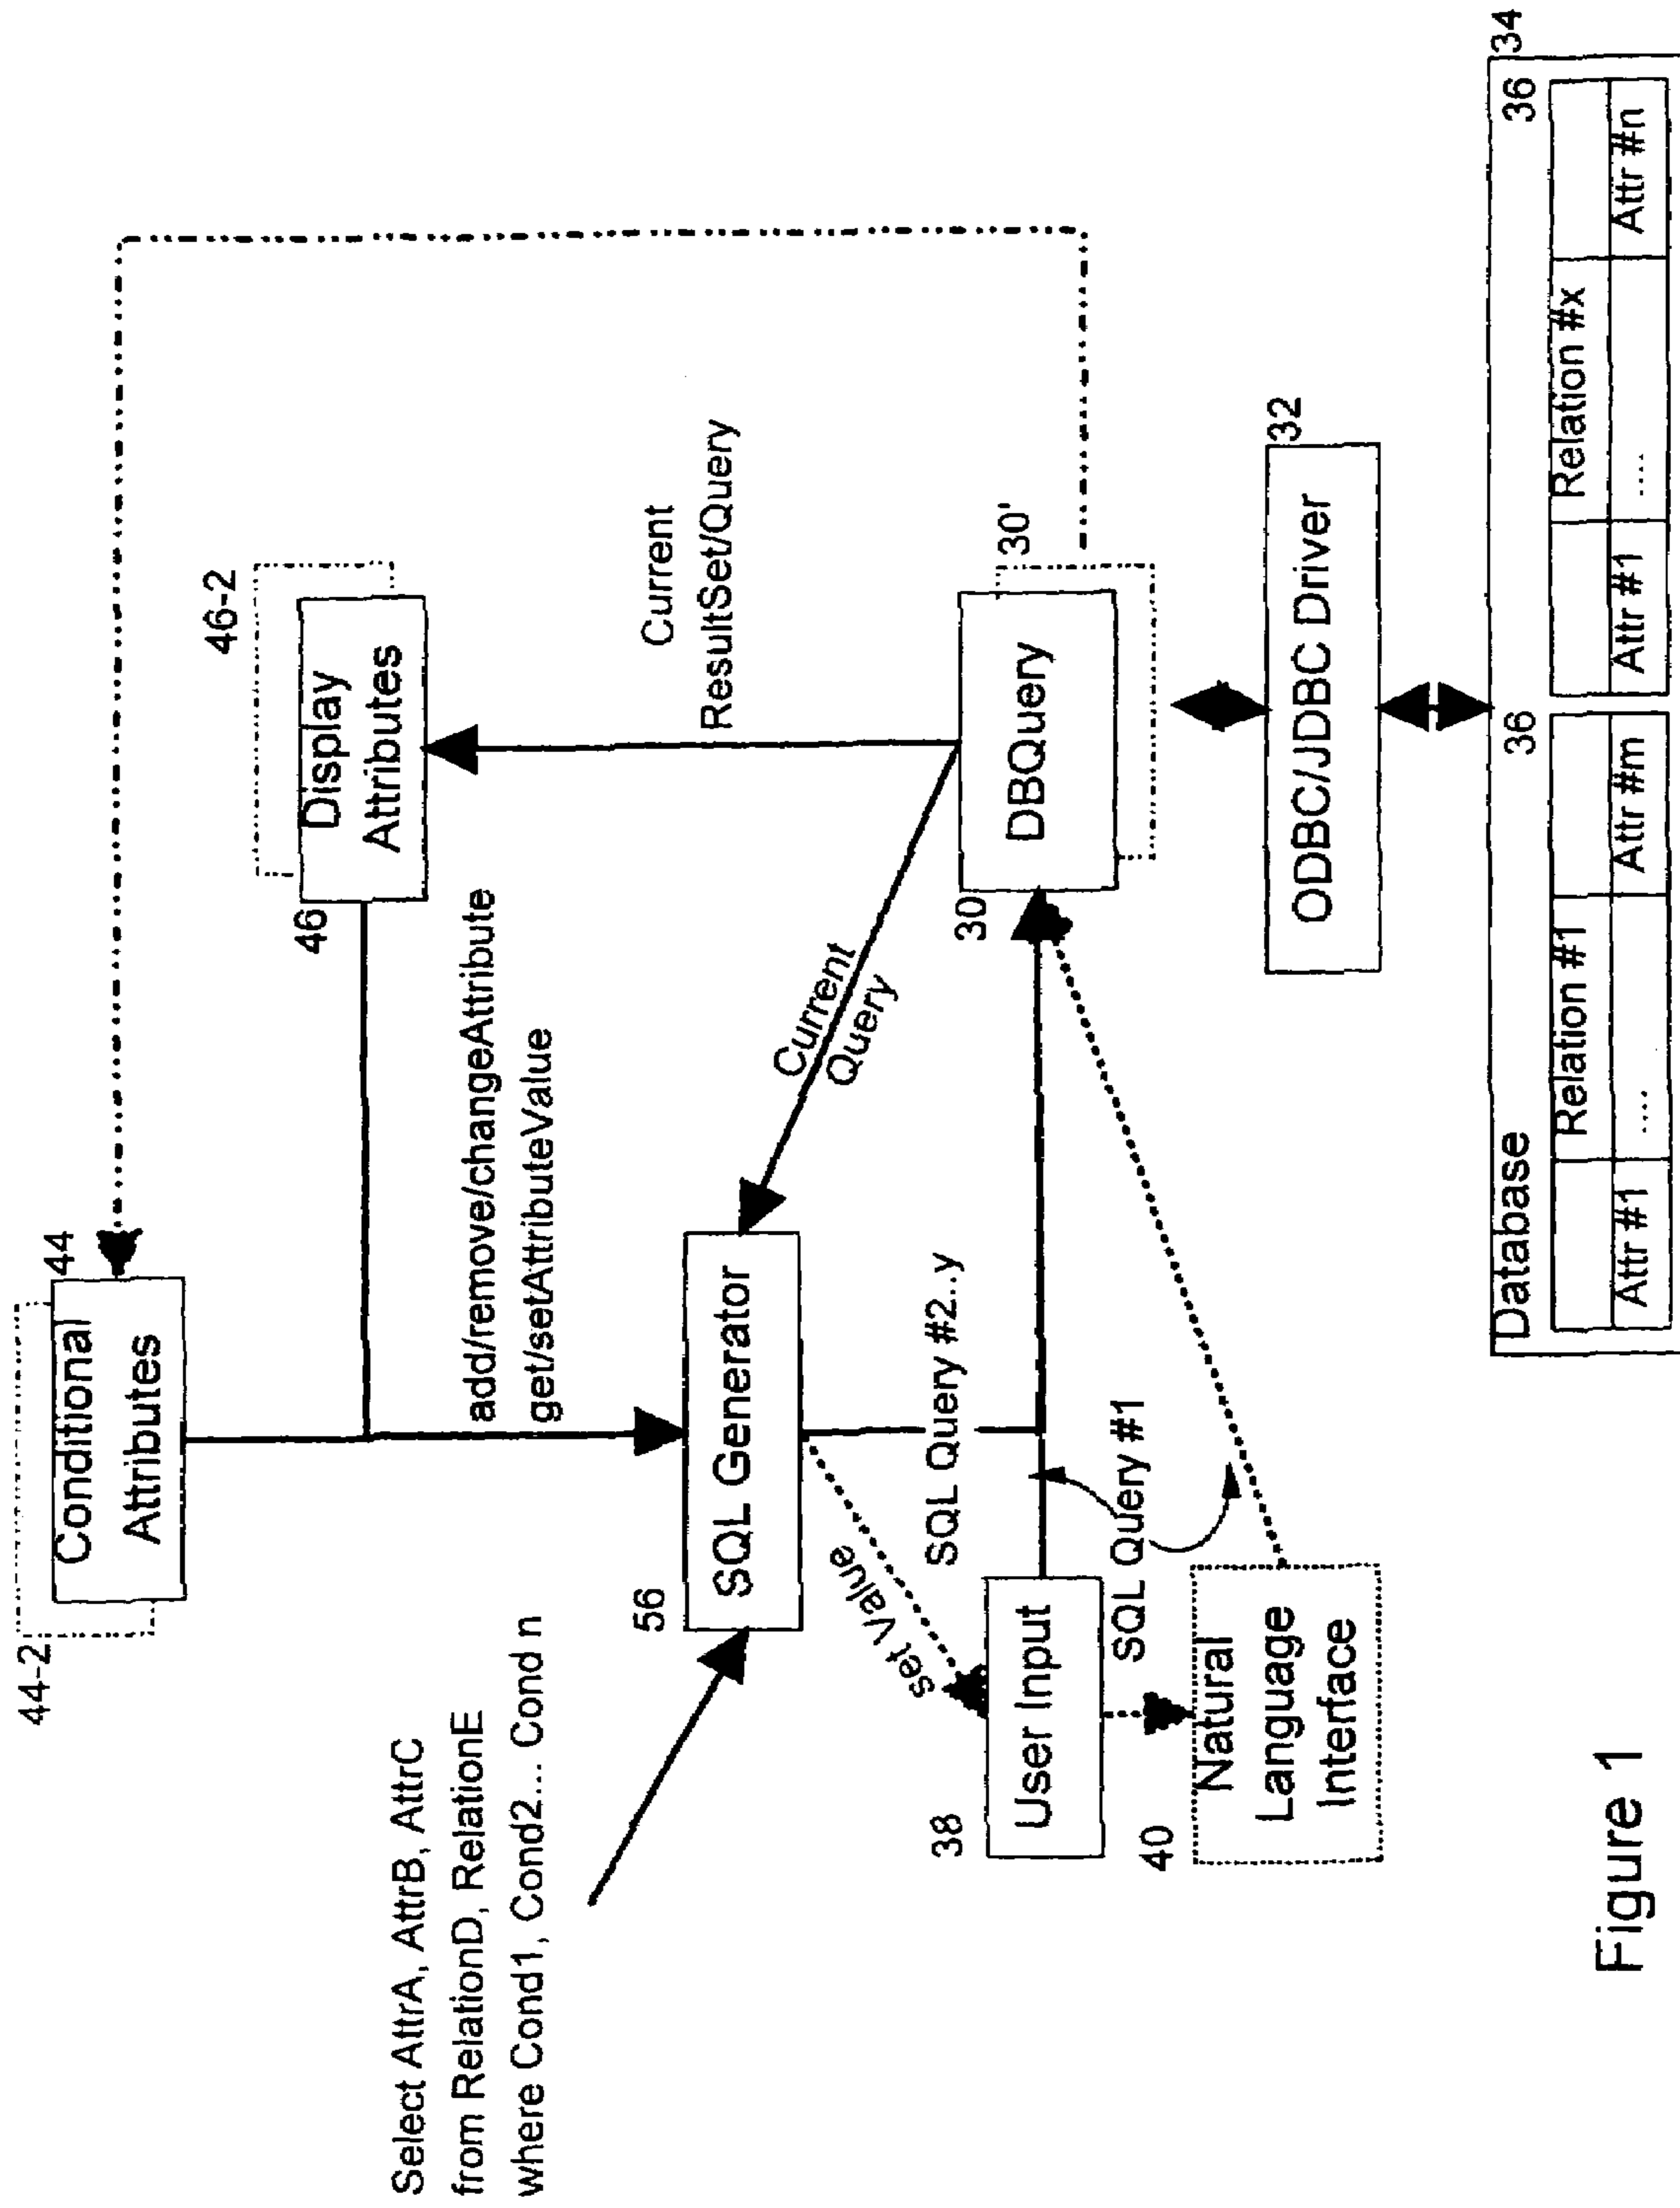 44-2
Conditional
Attributes
44
46-2
Display
Attributes
46
Select AttrA, AttrB, AttrC
from RelationD, RelationE
where Cond1, Cond2... Cond n
add/remove/changeAttribute
get/setAttributeValue
Current
ResultSet/Query
56
SQL Generator
Current
Query
set Value
SQL Query #2..y
30
DBQuery
30'
38
User Input
SQL Query #1
40
Natural
Language
Interface
ODBC/JDBC Driver
32
Database
36
36
34
Relation #1
Relation #x
Attr #1
....
Attr #m
Attr #1
....
Attr #n
Figure 1